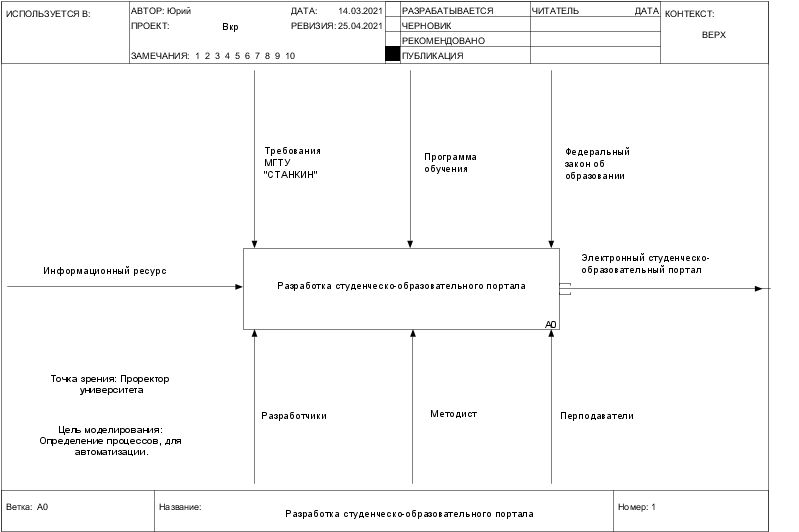 ИСПОЛЬЗУЕТСЯ В:
АВТОР: Юрий
ДАТА: 14.03.2021
РАЗРАБАТЫВАЕТСЯ
ЧИТАТЕЛЬ
ДАТА
КОНТЕКСТ:
ПРОЕКТ: Вкр
РЕВИЗИЯ: 25.04.2021
ЧЕРНОВИК
ВЕРХ
РЕКОМЕНДОВАНО
ЗАМЕЧАНИЯ: 1 2 3 4 5 6 7 8 9 10
ПУБЛИКАЦИЯ
Требования
МГТУ
"СТАНКИН"
Программа
обучения
Федеральный
закон об
образовании
Информационный ресурс
Разработка студенческо-образовательного портала
A0
Электронный студенческо-
образовательный портал
Точка зрения: Проректор
университета
Цель моделирования:
Определение процессов, для
автоматизации.
Разработчики
Методист
Перподаватели
Ветка: A0
Название:
Разработка студенческо-образовательного портала
Номер: 1